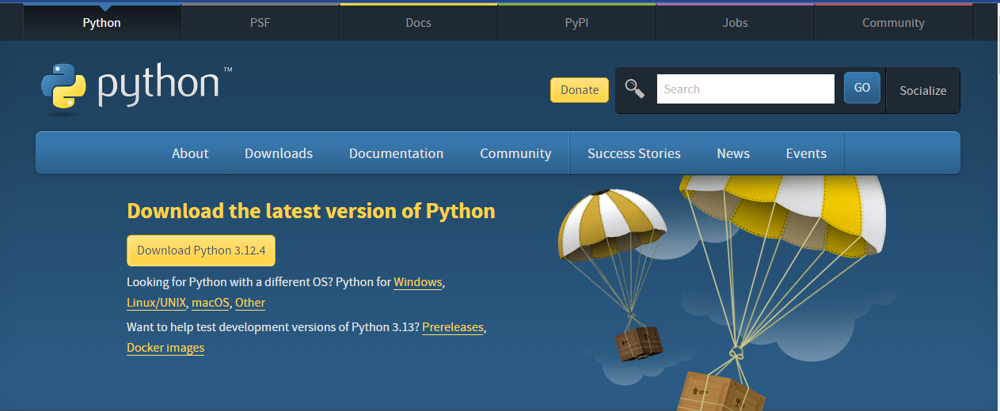 Python PSF Docs PyPI Jobs Community
python™
Donate Search GO Socialize
About Downloads Documentation Community Success Stories News Events
Download the latest version of Python
Download Python 3.12.4
Looking for Python with a different OS? Python for Windows,
Linux/UNIX, macOS, Other
Want to help test development versions of Python 3.13? Prereleases,
Docker images